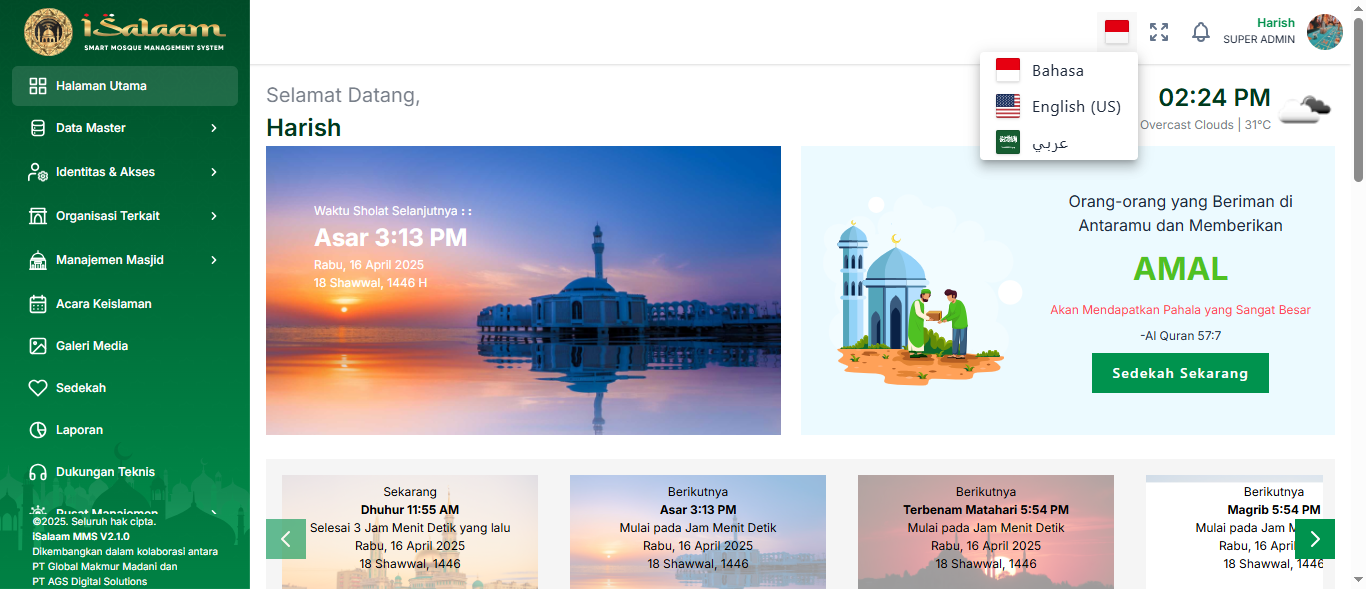 iSalaam
SMART MOSQUE MANAGEMENT SYSTEM
Halaman Utama
Data Master
Identitas & Akses
Organisasi Terkait
Manajemen Masjid
Acara Keislaman
Galeri Media
Sedekah
Laporan
Dukungan Teknis
Pusat Manajemen
©2025. Seluruh hak cipta.
iSalaam MMS V2.1.0
Dikembangkan dalam kolaborasi antara
PT Global Makmur Madani dan
PT AGS Digital Solutions
Harish
SUPER ADMIN
Bahasa
English (US)
عربي
Selamat Datang,
Harish
02:24 PM
Overcast Clouds | 31°C
Waktu Sholat Selanjutnya : :
Asar 3:13 PM
Rabu, 16 April 2025
18 Shawwal, 1446 H
Orang-orang yang Beriman di
Antaramu dan Memberikan
AMAL
Akan Mendapatkan Pahala yang Sangat Besar
-Al Quran 57:7
Sedekah Sekarang
Sekarang
Dhuhur 11:55 AM
Selesai 3 Jam Menit Detik yang lalu
Rabu, 16 April 2025
18 Shawwal, 1446
Berikutnya
Asar 3:13 PM
Mulai pada Jam Menit Detik
Rabu, 16 April 2025
18 Shawwal, 1446
Berikutnya
Terbenam Matahari 5:54 PM
Mulai pada Jam Menit Detik
Rabu, 16 April 2025
18 Shawwal, 1446
Berikutnya
Magrib 5:54 PM
Mulai pada Jam
Rabu, 16 April
18 Shawwal, 1446